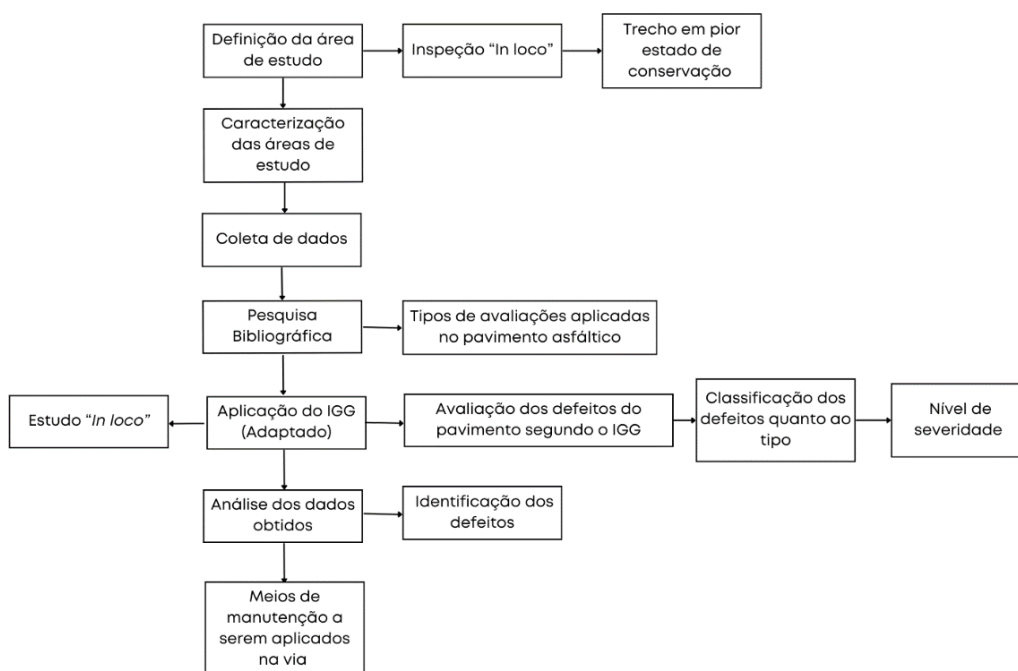 Definição da área
de estudo
Inspeção “In loco”
Trecho em pior
estado de
conservação
Caracterização
das áreas de
estudo
Coleta de dados
Pesquisa
Bibliográfica
Tipos de avaliações aplicadas
no pavimento asfáltico
Estudo “In loco”
Aplicação do IGG
(Adaptado)
Avaliação dos defeitos do
pavimento segundo o IGG
Classificação dos
defeitos quanto ao
tipo
Nível de
severidade
Análise dos dados
obtidos
Identificação dos
defeitos
Meios de
manutenção a
serem aplicados
na via